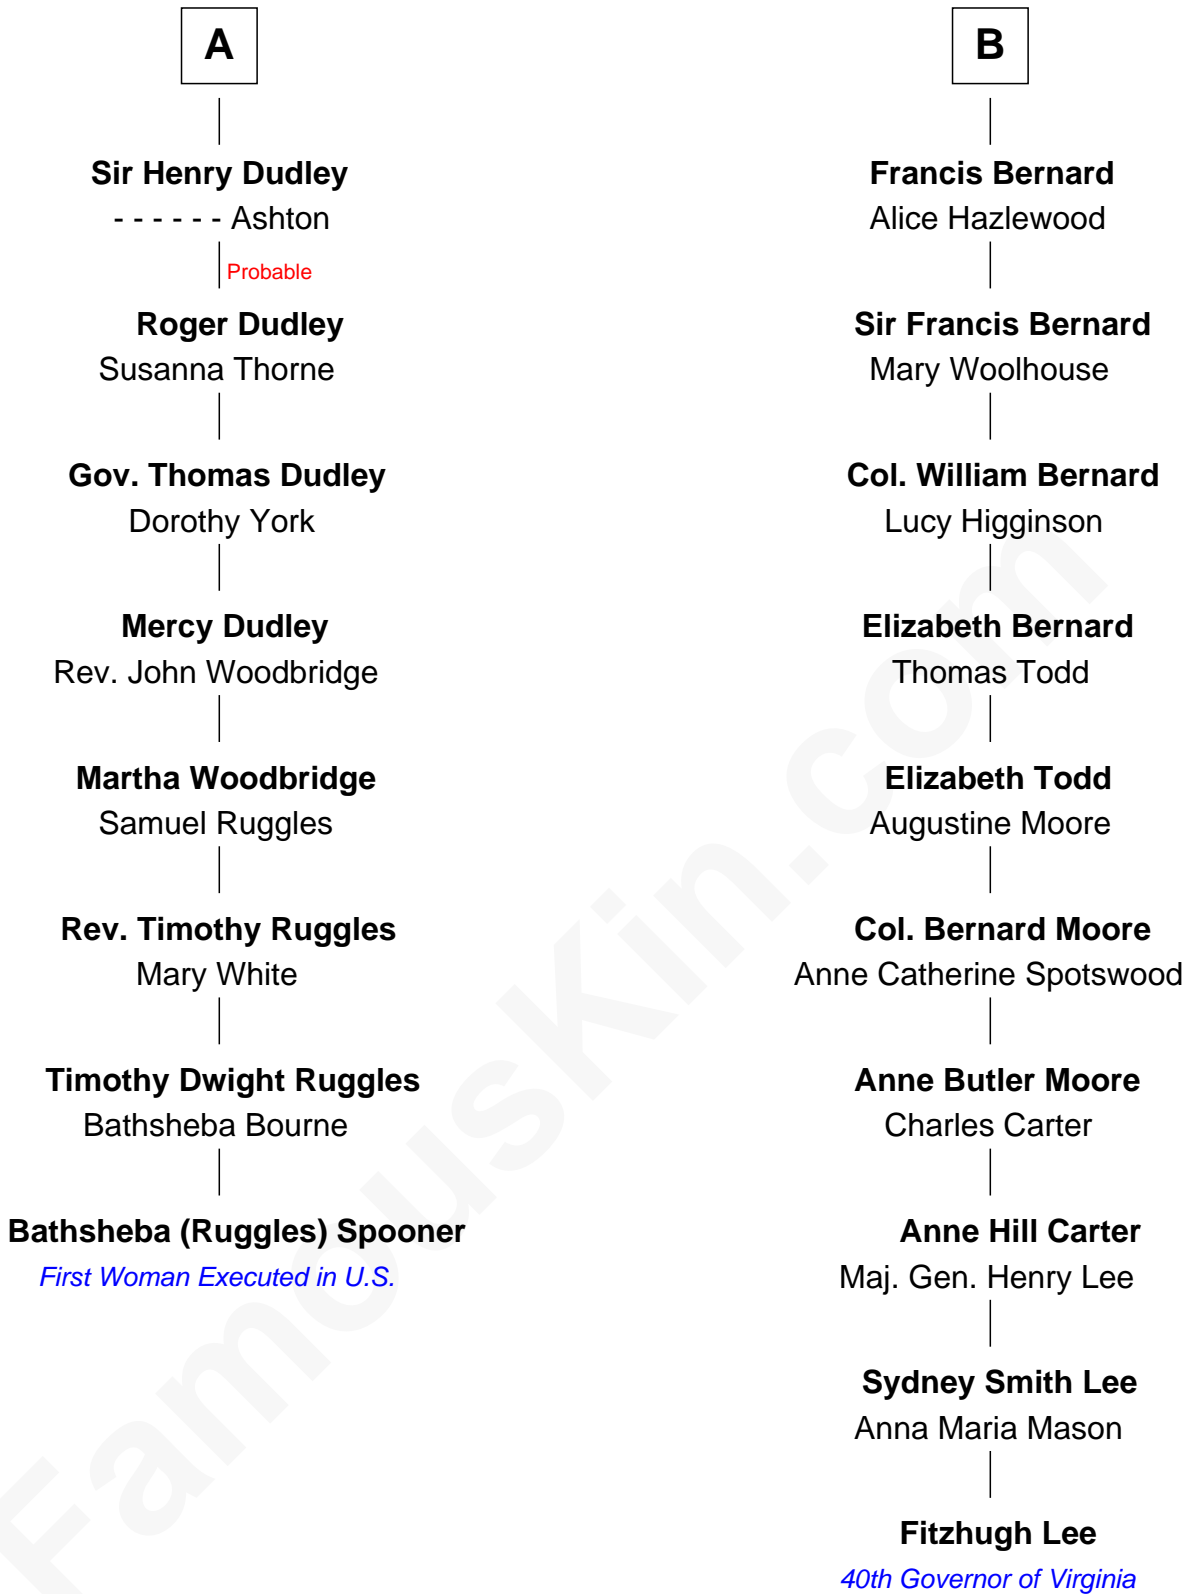 A
Sir Henry Dudley
- - - - - - Ashton
Probable
Roger Dudley
Susanna Thorne
Gov. Thomas Dudley
Dorothy York
Mercy Dudley
Rev. John Woodbridge
Martha Woodbridge
Samuel Ruggles
Rev. Timothy Ruggles
Mary White
Timothy Dwight Ruggles
Bathsheba Bourne
Bathsheba (Ruggles) Spooner
First Woman Executed in U.S.
B
Francis Bernard
Alice Hazlewood
Sir Francis Bernard
Mary Woolhouse
Col. William Bernard
Lucy Higginson
Elizabeth Bernard
Thomas Todd
Elizabeth Todd
Augustine Moore
Col. Bernard Moore
Anne Catherine Spotswood
Anne Butler Moore
Charles Carter
Anne Hill Carter
Maj. Gen. Henry Lee
Sydney Smith Lee
Anna Maria Mason
Fitzhugh Lee
40th Governor of Virginia
FamousKin.com